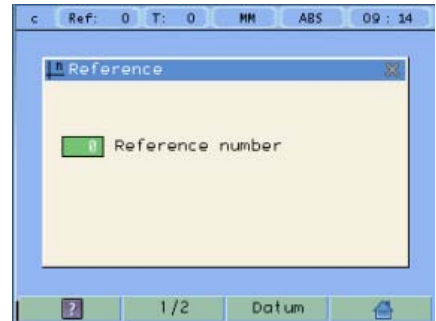 c Ref: 0 T: 0 MM ABS 09 : 14
n Reference
0 Reference number
? 1/2 Datum